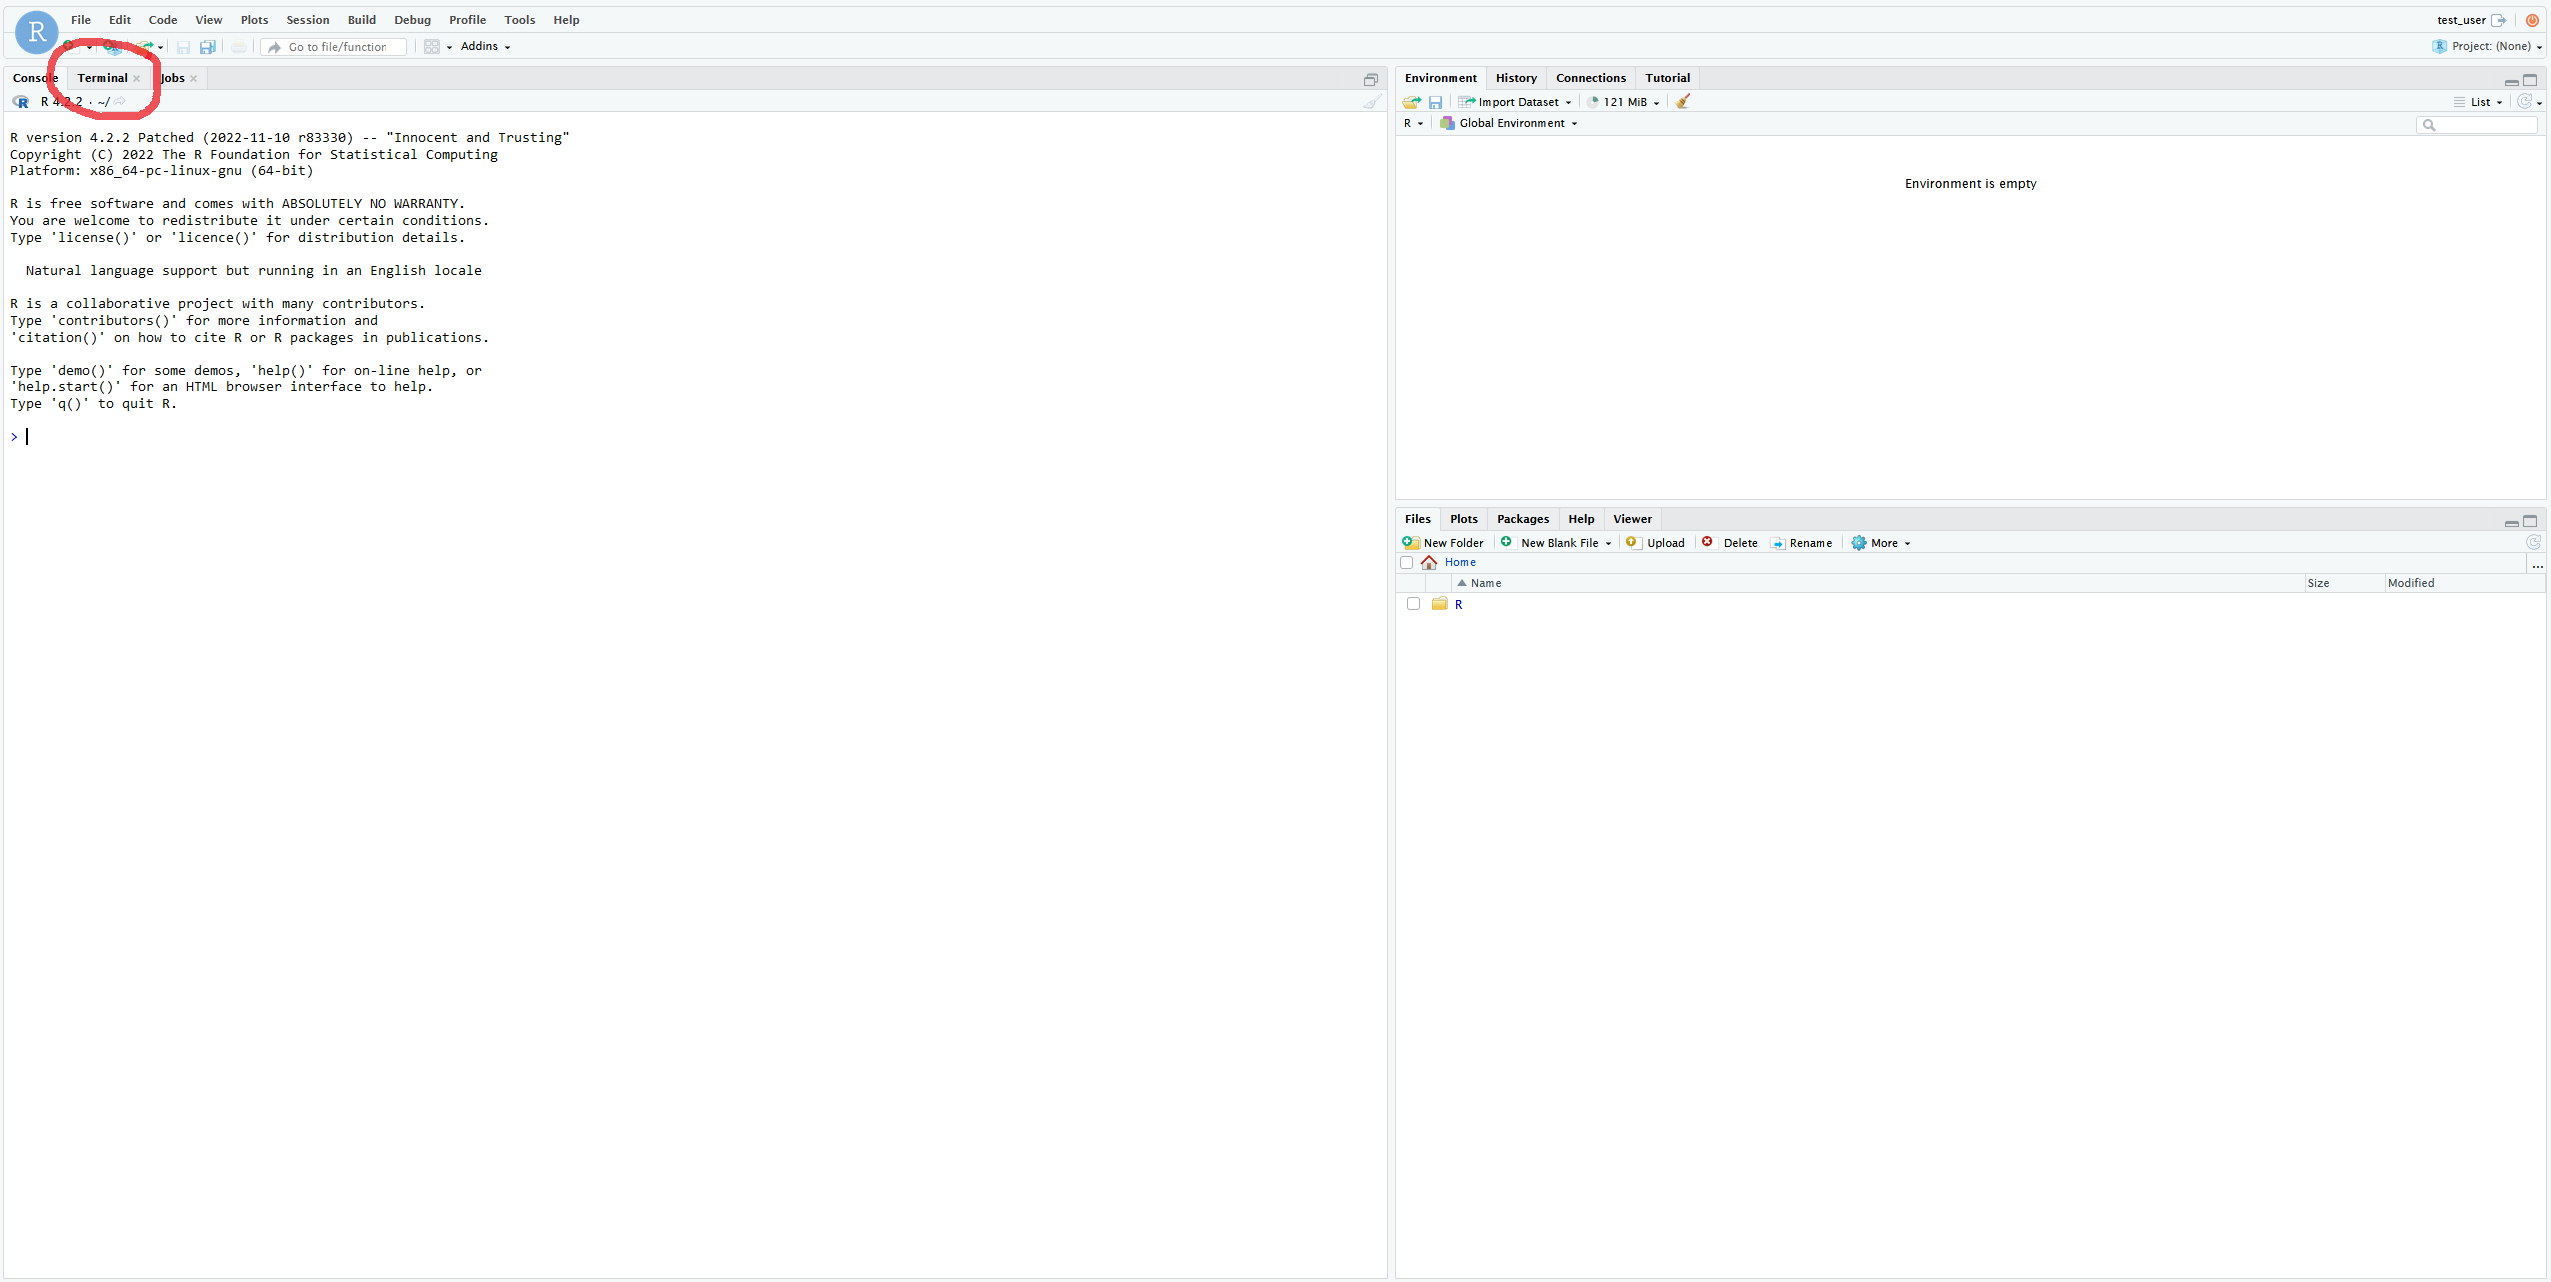 R
File Edit Code View Plots Session Build Debug Profile Tools Help
test_user
Go to file/function
Addins
Project: (None)
Console Terminal Jobs
R 4.2.2 · ~/
R version 4.2.2 Patched (2022-11-10 r83330) -- "Innocent and Trusting"
Copyright (C) 2022 The R Foundation for Statistical Computing
Platform: x86_64-pc-linux-gnu (64-bit)
R is free software and comes with ABSOLUTELY NO WARRANTY.
You are welcome to redistribute it under certain conditions.
Type 'license()' or 'licence()' for distribution details.
Natural language support but running in an English locale
R is a collaborative project with many contributors.
Type 'contributors()' for more information and
'citation()' on how to cite R or R packages in publications.
Type 'demo()' for some demos, 'help()' for on-line help, or
'help.start()' for an HTML browser interface to help.
Type 'q()' to quit R.
>
Environment History Connections Tutorial
Import Dataset 121 MiB List
R Global Environment
Environment is empty
Files Plots Packages Help Viewer
New Folder New Blank File Upload Delete Rename More
Home ...
Name Size Modified
R